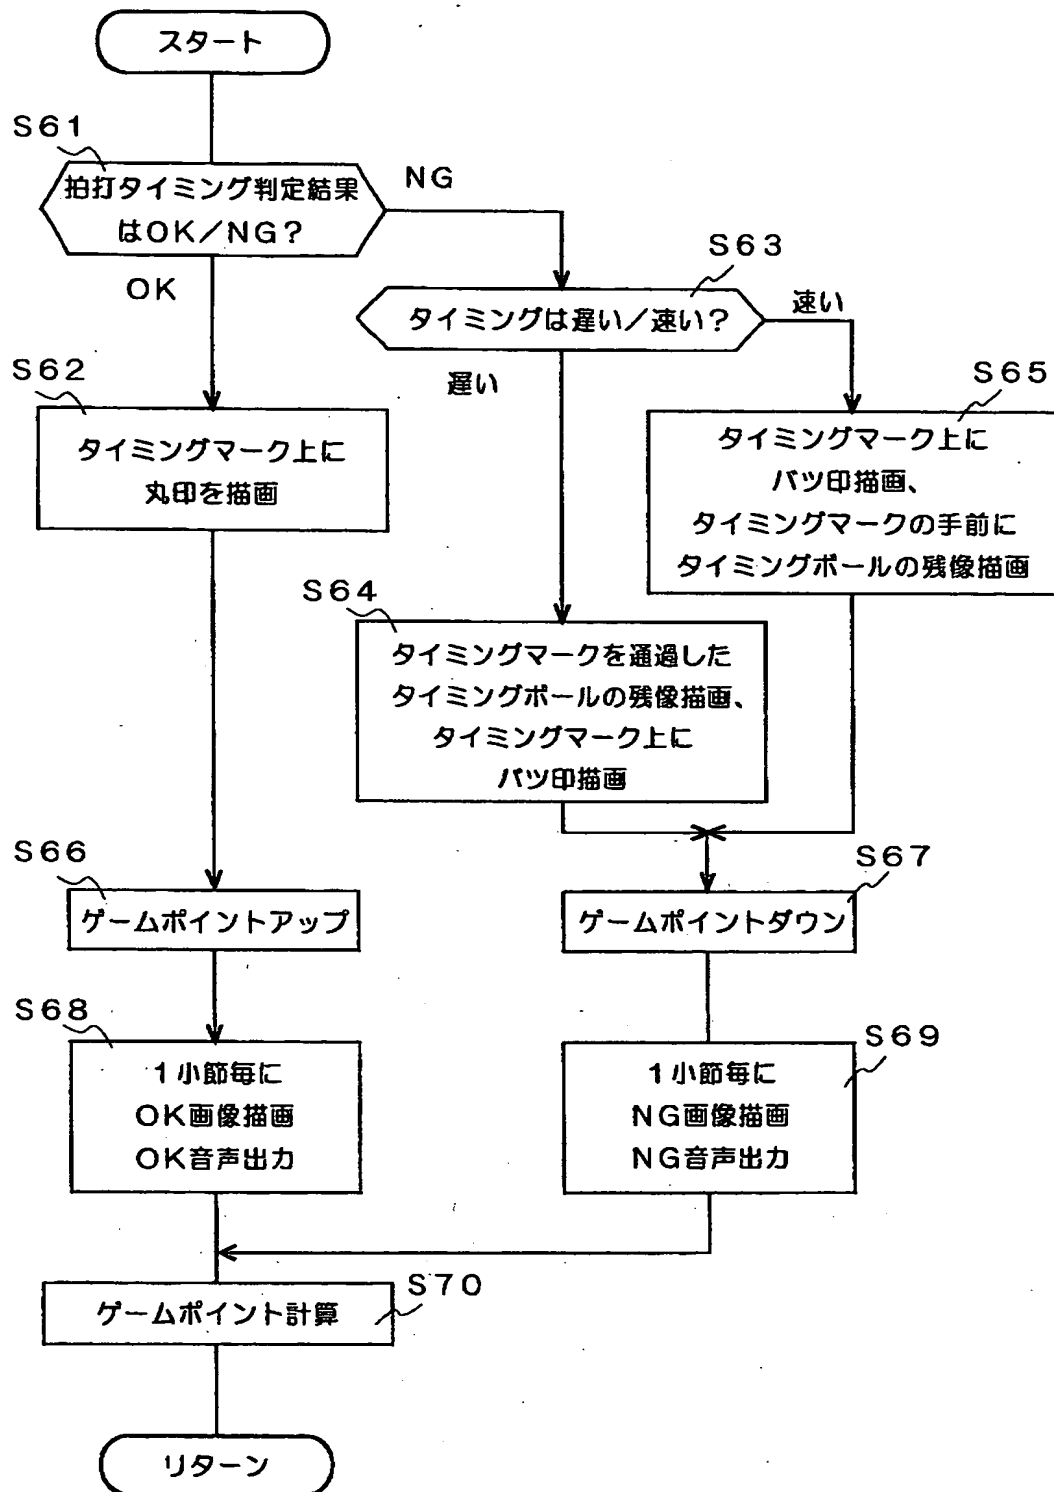 スタート
S61
拍打タイミング判定結果
はOK/NG?
NG
OK
S63
タイミングは遅い/速い?
速い
遅い
S62
タイミングマーク上に
丸印を描画
S65
タイミングマーク上に
バツ印描画、
タイミングマークの手前に
タイミングボールの残像描画
S64
タイミングマークを通過した
タイミングボールの残像描画、
タイミングマーク上に
バツ印描画
S66
ゲームポイントアップ
S67
ゲームポイントダウン
S68
1小節毎に
OK画像描画
OK音声出力
S69
1小節毎に
NG画像描画
NG音声出力
S70
ゲームポイント計算
リターン